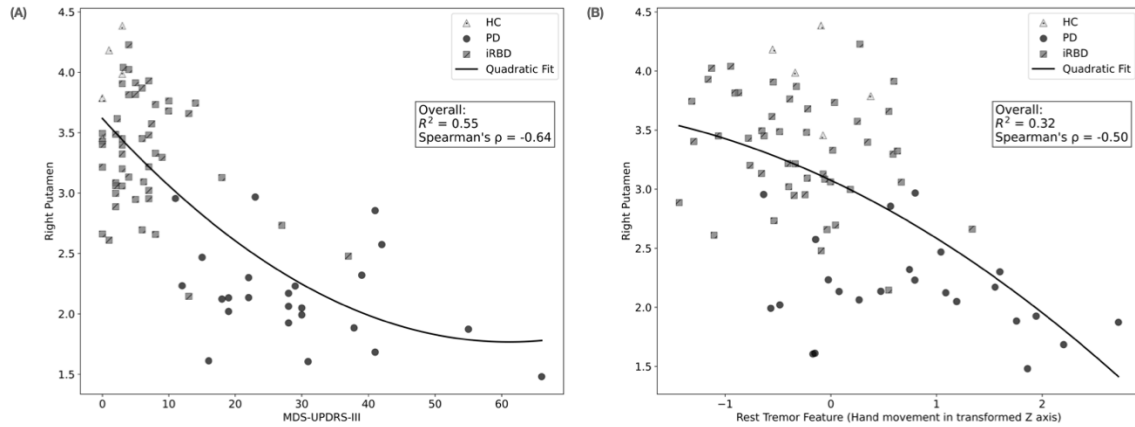 (A)
4.5
4.0
3.5
3.0
2.5
2.0
1.5
Right Putamen
0
10
20
30
40
50
60
MDS-UPDRS-III
HC
PD
iRBD
Quadratic Fit
Overall:
R² = 0.55
Spearman's ρ = -0.64
(B)
4.5
4.0
3.5
3.0
2.5
2.0
1.5
Right Putamen
−1
0
1
2
Rest Tremor Feature (Hand movement in transformed Z axis)
HC
PD
iRBD
Quadratic Fit
Overall:
R² = 0.32
Spearman's ρ = -0.50